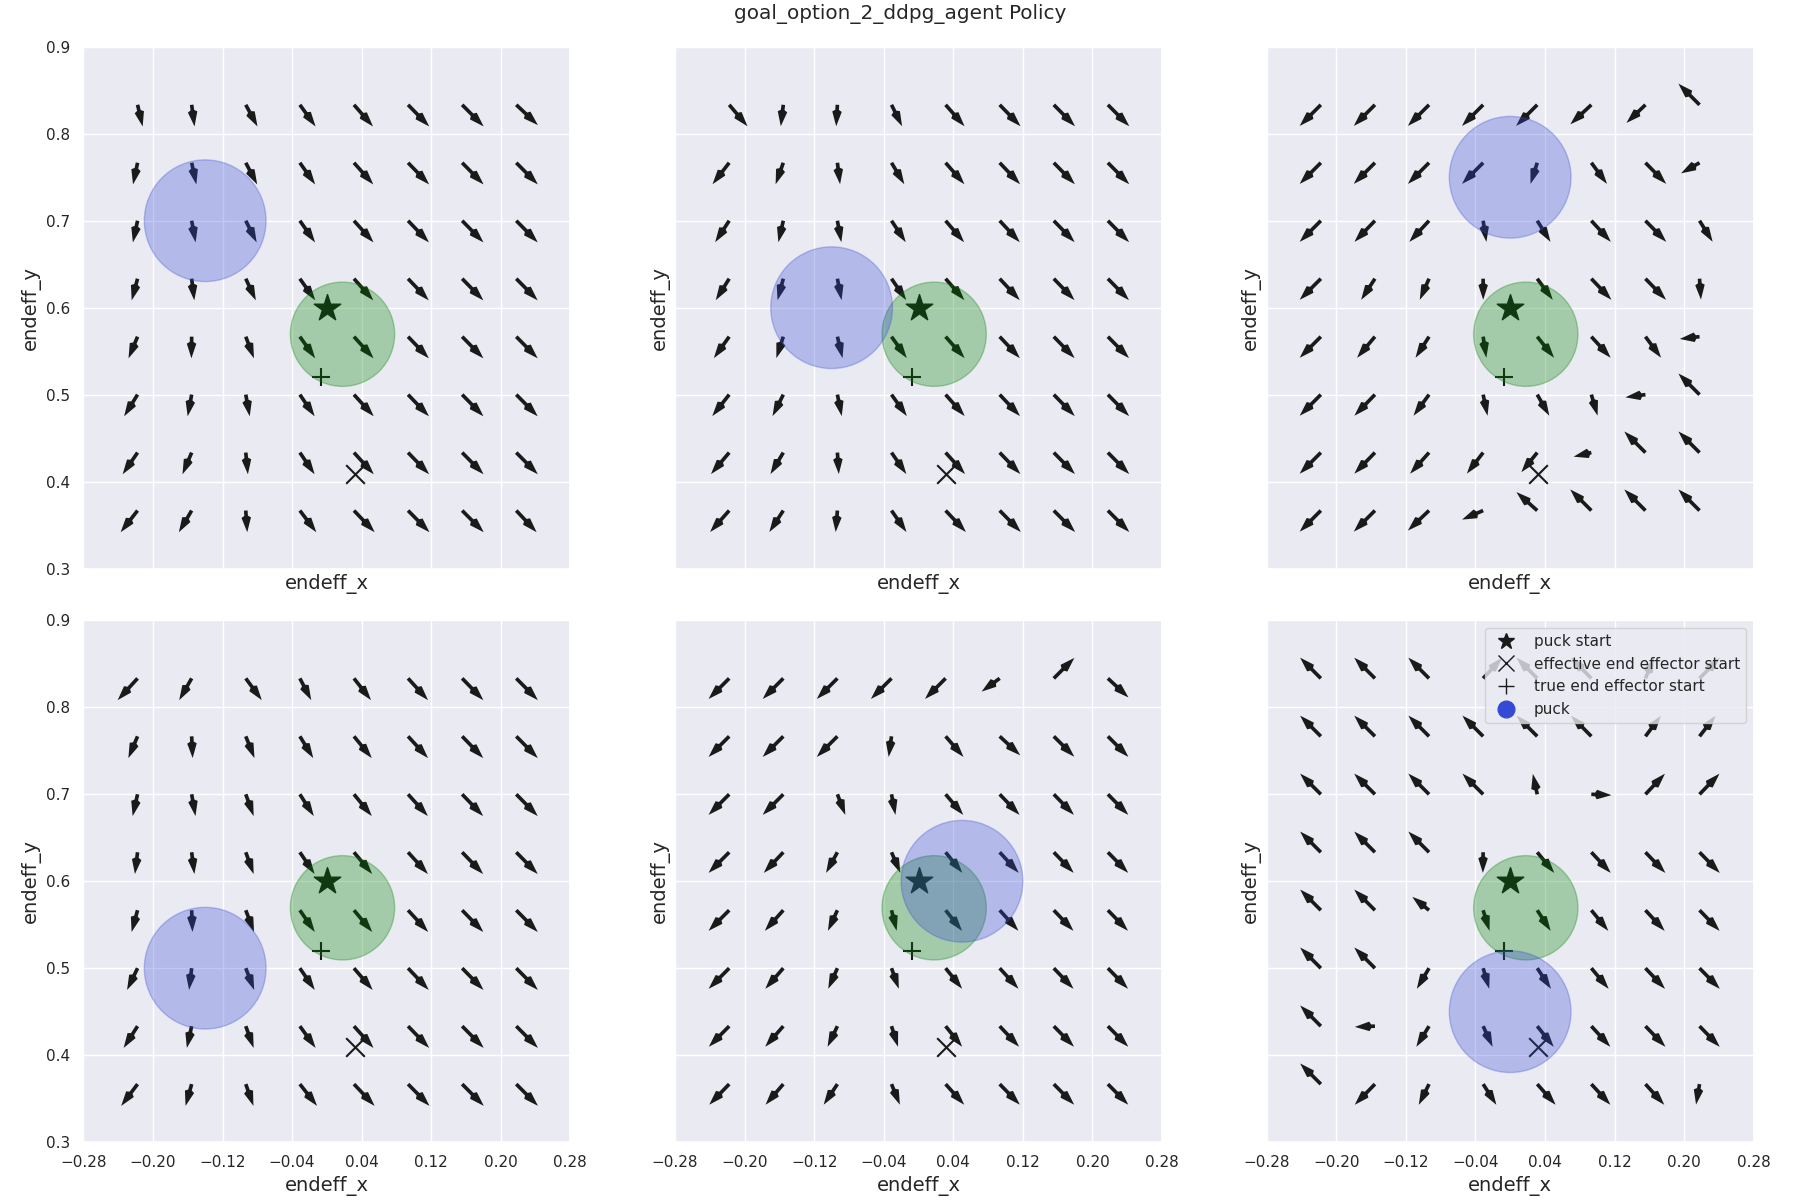 goal_option_2_ddpg_agent Policy
0.9
0.8
0.7
0.6
0.5
0.4
0.3
endeff_y
endeff_x
endeff_y
endeff_x
endeff_y
endeff_x
0.9
0.8
0.7
0.6
0.5
0.4
0.3
endeff_y
−0.28 −0.20 −0.12 −0.04 0.04 0.12 0.20 0.28
endeff_x
endeff_y
−0.28 −0.20 −0.12 −0.04 0.04 0.12 0.20 0.28
endeff_x
puck start
effective end effector start
true end effector start
puck
endeff_y
−0.28 −0.20 −0.12 −0.04 0.04 0.12 0.20 0.28
endeff_x